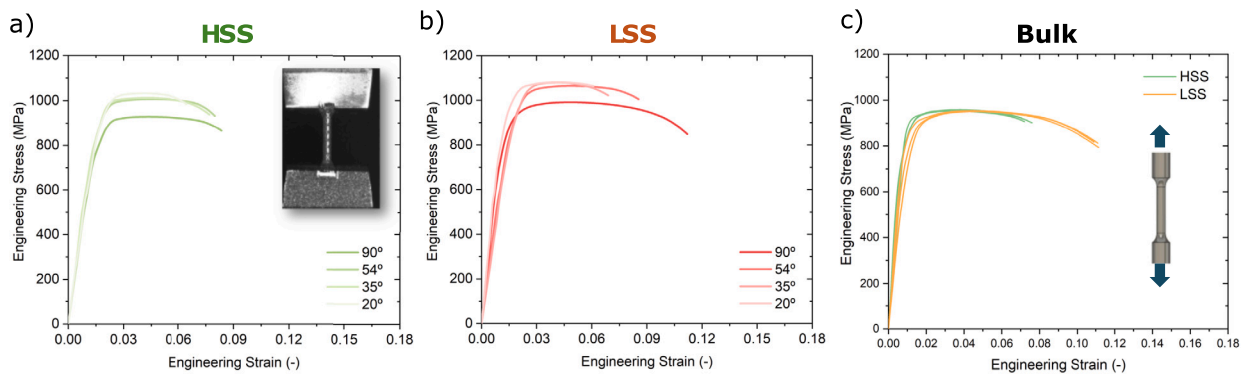 a)
HSS
1200
1000
800
600
400
200
0
0.00 0.03 0.06 0.09 0.12 0.15 0.18
Engineering Stress (MPa)
Engineering Strain (-)
90º
54º
35º
20º
b)
LSS
1200
1000
800
600
400
200
0
0.00 0.03 0.06 0.09 0.12 0.15 0.18
Engineering Stress (MPa)
Engineering Strain (-)
90º
54º
35º
20º
c)
Bulk
1200
1000
800
600
400
200
0
0.00 0.02 0.04 0.06 0.08 0.10 0.12 0.14 0.16 0.18
Engineering Stress (MPa)
Engineering Strain (-)
HSS
LSS